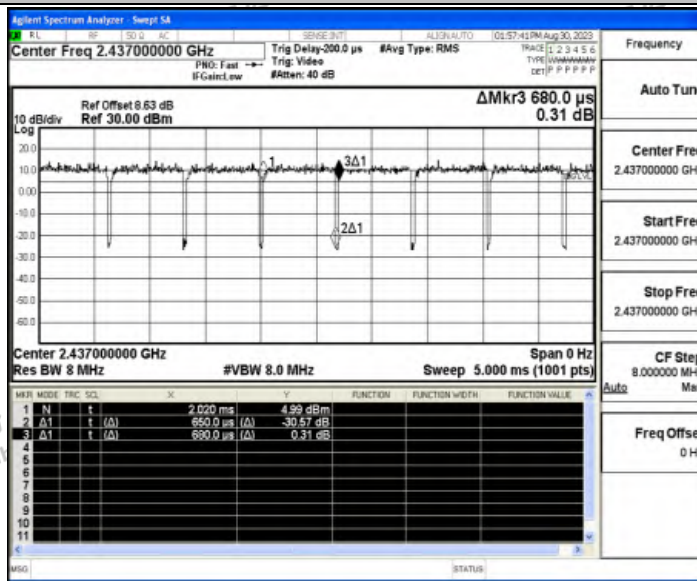 Agilent Spectrum Analyzer - Swept SA
RL RF 50 Ω AC SENSE:INT ALIGNAUTO 01:57:41 PM Aug 30, 2023
Center Freq 2.437000000 GHz Trig Delay-200.0 µs #Avg Type: RMS TRACE 1 2 3 4 5 6
PNO: Fast Trig: Video TYPE
IFGain:Low #Atten: 40 dB DET P P P P P P
Frequency
Auto Tun
ΔMkr3 680.0 µs
0.31 dB
Ref Offset 8.63 dB
10 dB/div Ref 30.00 dBm
Log
20.0
10.0
0.00
-10.0
-20.0
-30.0
-40.0
-50.0
-60.0
1
3Δ1
2Δ1
Center 2.437000000 GHz Span 0 Hz
Res BW 8 MHz #VBW 8.0 MHz Sweep 5.000 ms (1001 pts)
MKR MODE TRC SCL X Y FUNCTION FUNCTION WIDTH FUNCTION VALUE
1 N t 2.020 ms 4.99 dBm
2 Δ1 t (Δ) 650.0 µs (Δ) -30.57 dB
3 Δ1 t (Δ) 680.0 µs (Δ) 0.31 dB
4
5
6
7
8
9
10
11
Center Fre
2.437000000 GH
Start Fre
2.437000000 GH
Stop Fre
2.437000000 GH
CF Ste
8.000000 MH
Auto Ma
Freq Offse
0 H
MSG STATUS